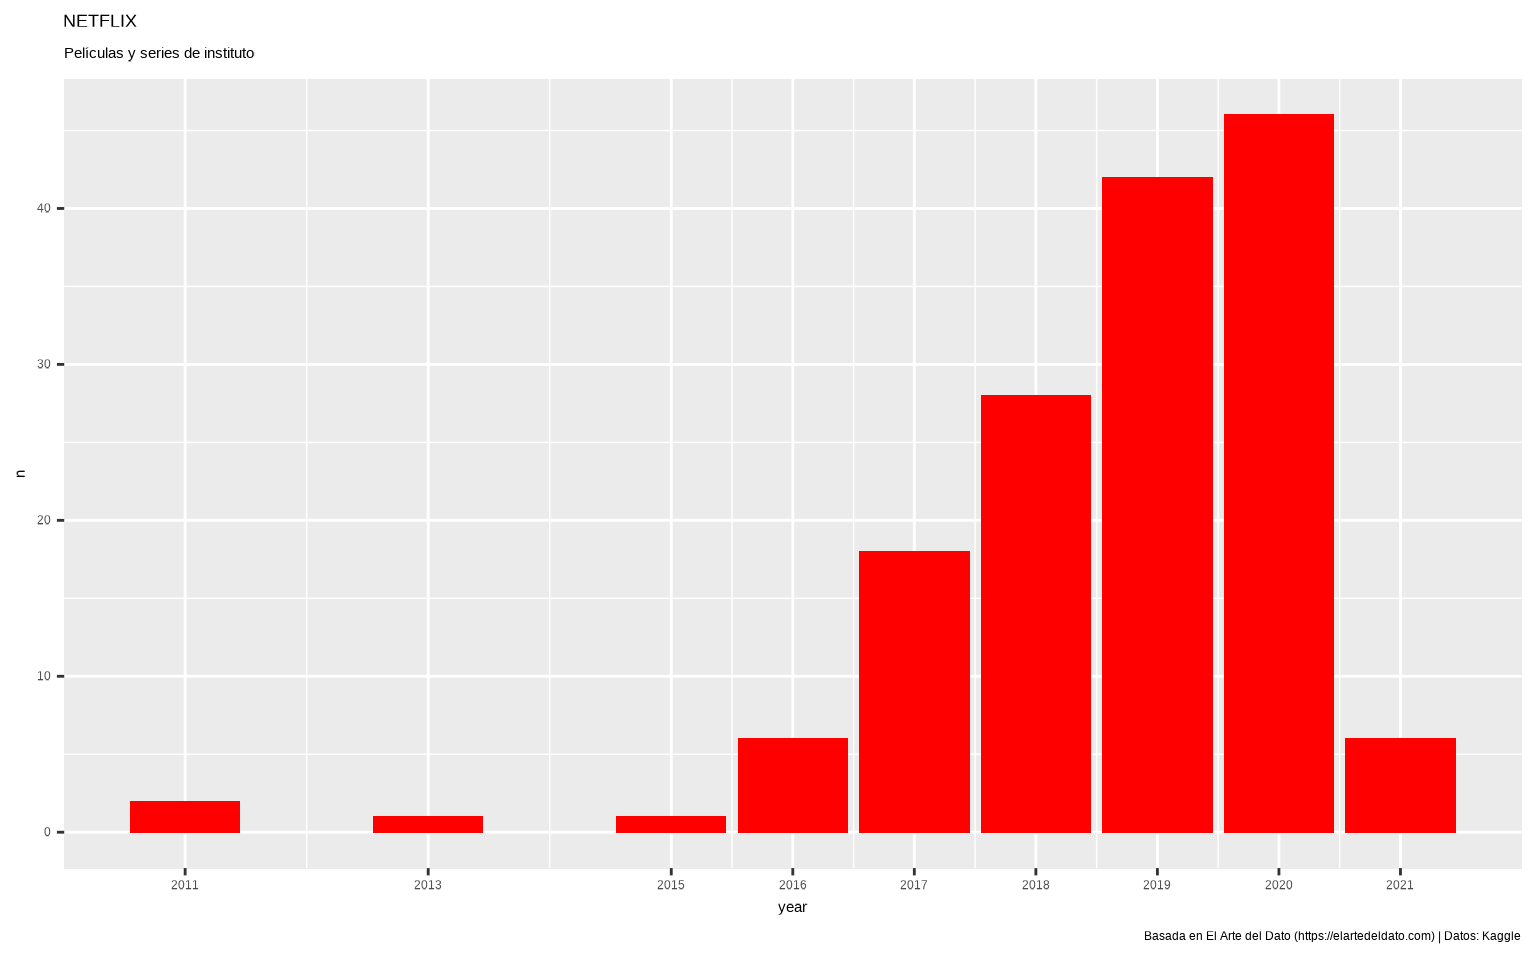 NETFLIX
Películas y series de instituto
40
30
20
10
0
n
2011 2013 2015 2016 2017 2018 2019 2020 2021
year
Basada en El Arte del Dato (https://elartedeldato.com) | Datos: Kaggle